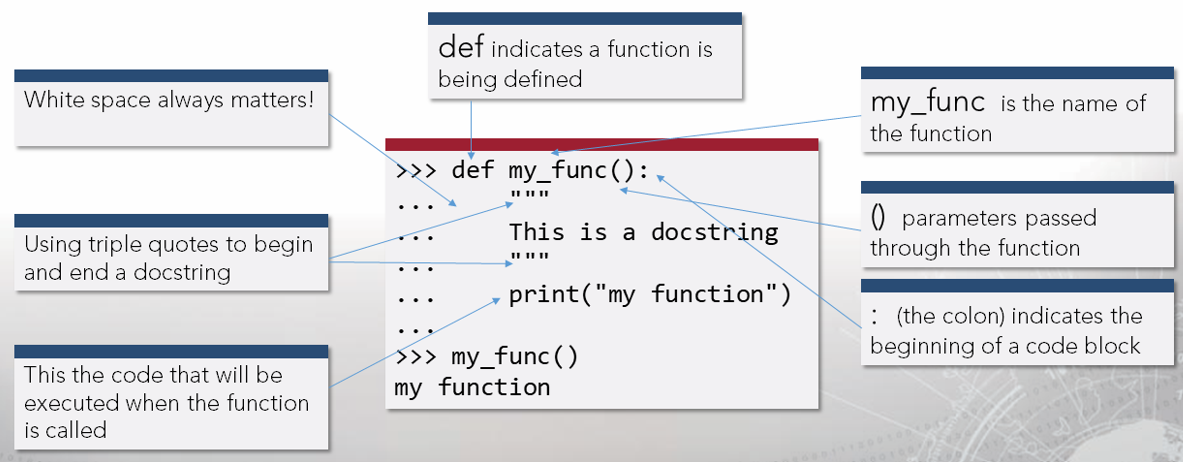 def indicates a function is
being defined
White space always matters!
my_func is the name of
the function
>>> def my_func():
...     """
...     This is a docstring
...     """
...     print("my function")
...
>>> my_func()
my function
Using triple quotes to begin
and end a docstring
() parameters passed
through the function
: (the colon) indicates the
beginning of a code block
This the code that will be
executed when the function
is called